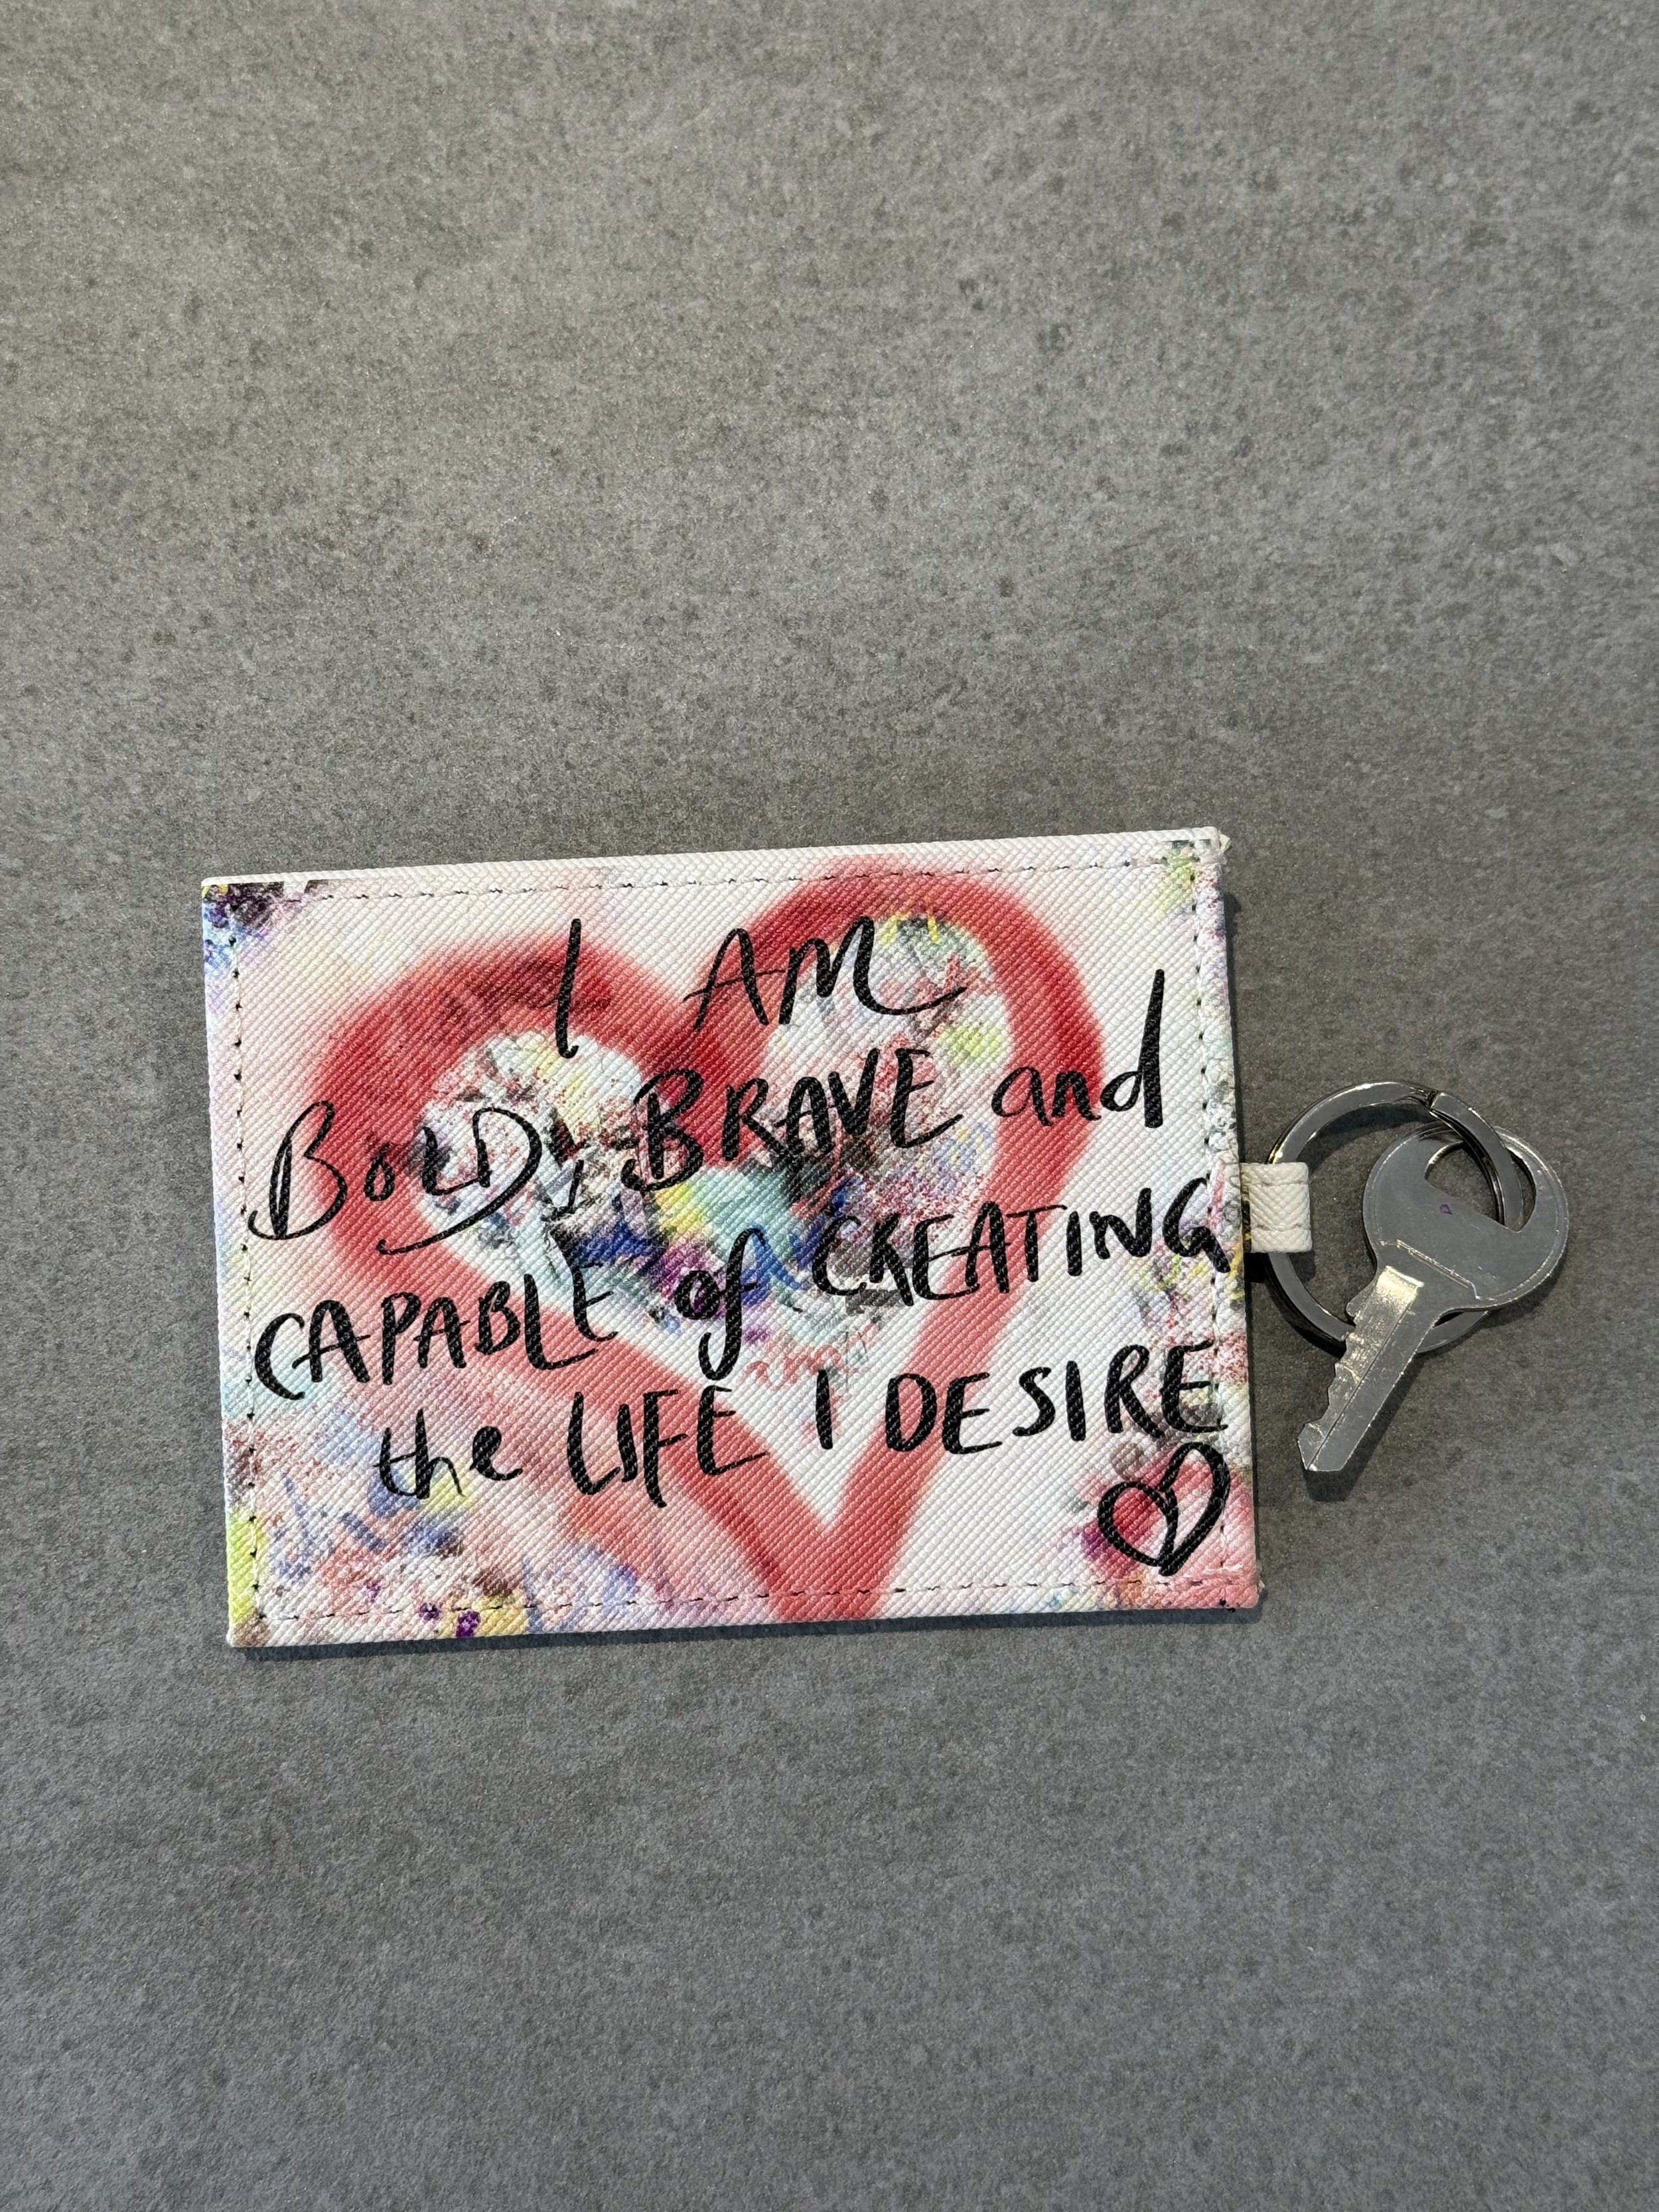 I AM
BOLD, BRAVE and
CAPABLE of CREATING
the LIFE I DESIRE